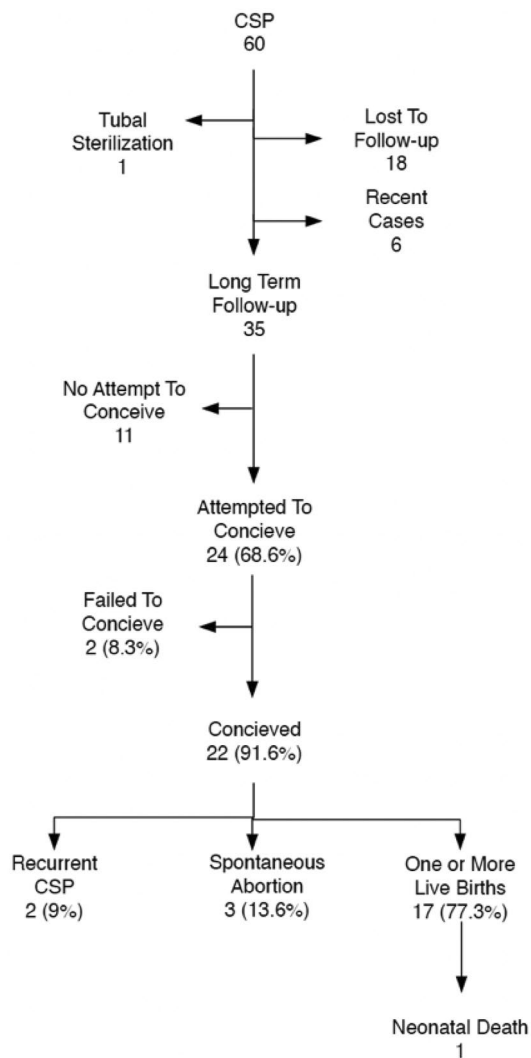 CSP
60
Tubal
Sterilization
1
Lost To
Follow-up
18
Recent
Cases
6
Long Term
Follow-up
35
No Attempt To
Conceive
11
Attempted To
Concieve
24 (68.6%)
Failed To
Concieve
2 (8.3%)
Concieved
22 (91.6%)
Recurrent
CSP
2 (9%)
Spontaneous
Abortion
3 (13.6%)
One or More
Live Births
17 (77.3%)
Neonatal Death
1